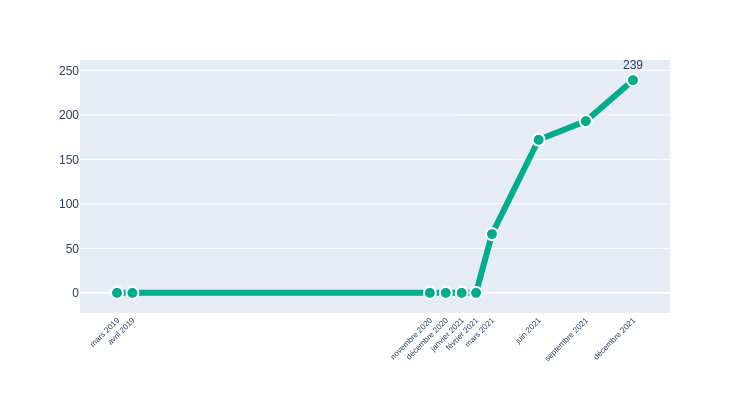 239
250
200
150
100
50
0
mars 2019
avril 2019
novembre 2020
décembre 2020
janvier 2021
février 2021
mars 2021
juin 2021
septembre 2021
décembre 2021